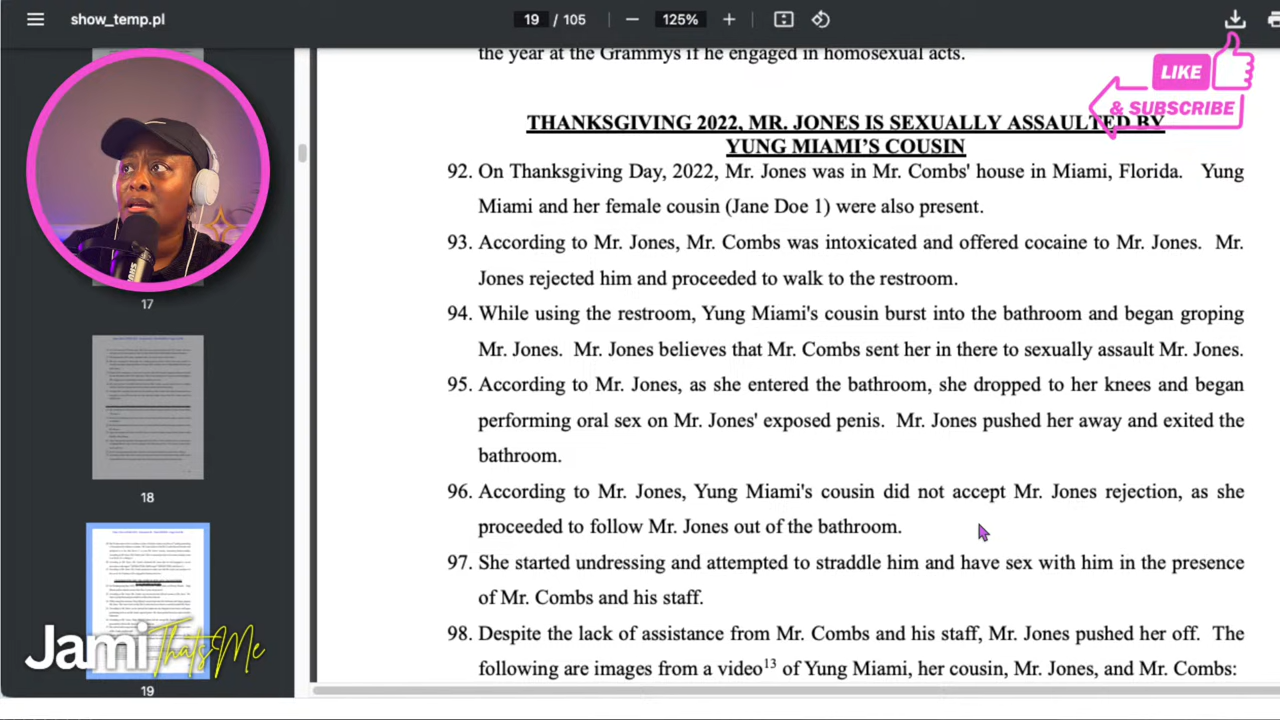 show_temp.pl
19 / 105
125%
the year at the Grammys if he engaged in homosexual acts.
LIKE
& SUBSCRIBE
THANKSGIVING 2022, MR. JONES IS SEXUALLY ASSAULTED BY
YUNG MIAMI'S COUSIN
92. On Thanksgiving Day, 2022, Mr. Jones was in Mr. Combs' house in Miami, Florida. Yung
Miami and her female cousin (Jane Doe 1) were also present.
93. According to Mr. Jones, Mr. Combs was intoxicated and offered cocaine to Mr. Jones. Mr.
Jones rejected him and proceeded to walk to the restroom.
94. While using the restroom, Yung Miami's cousin burst into the bathroom and began groping
Mr. Jones. Mr. Jones believes that Mr. Combs sent her in there to sexually assault Mr. Jones.
95. According to Mr. Jones, as she entered the bathroom, she dropped to her knees and began
performing oral sex on Mr. Jones' exposed penis. Mr. Jones pushed her away and exited the
bathroom.
96. According to Mr. Jones, Yung Miami's cousin did not accept Mr. Jones rejection, as she
proceeded to follow Mr. Jones out of the bathroom.
97. She started undressing and attempted to straddle him and have sex with him in the presence
of Mr. Combs and his staff.
98. Despite the lack of assistance from Mr. Combs and his staff, Mr. Jones pushed her off. The
following are images from a video13 of Yung Miami, her cousin, Mr. Jones, and Mr. Combs:
17
18
19
Jami That's Me